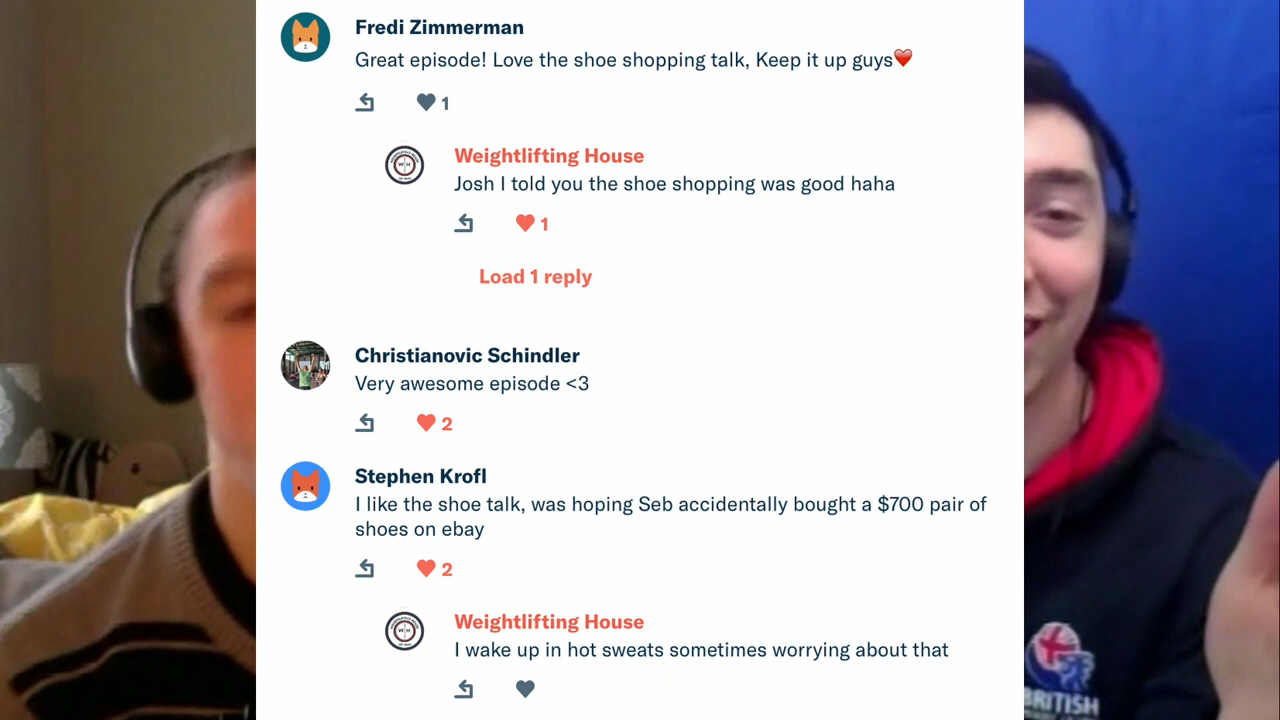 Fredi Zimmerman
Great episode! Love the shoe shopping talk, Keep it up guys❤️
1
Weightlifting House
Josh I told you the shoe shopping was good haha
1
Load 1 reply
Christianovic Schindler
Very awesome episode <3
2
Stephen Krofl
I like the shoe talk, was hoping Seb accidentally bought a $700 pair of
shoes on ebay
2
Weightlifting House
I wake up in hot sweats sometimes worrying about that
BRITISH